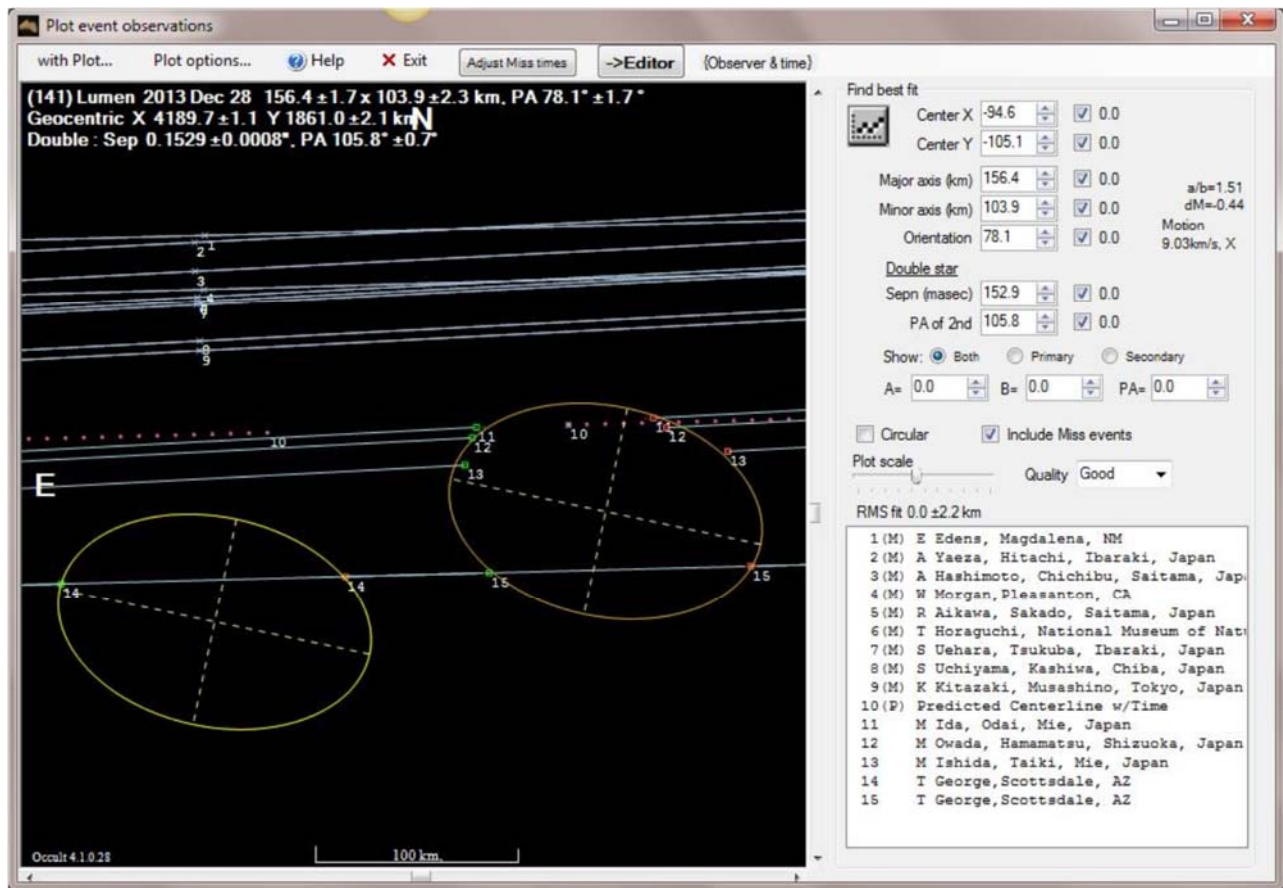 Plot event observations
with Plot... Plot options... Help Exit Adjust Miss times ->Editor {Observer & time}
(141) Lumen 2013 Dec 28 156.4 ±1.7 x 103.9 ±2.3 km, PA 78.1° ±1.7 °
Geocentric X 4189.7 ±1.1 Y 1861.0 ±2.1 km
N
Double : Sep 0.1529 ±0.0008", PA 105.8° ±0.7°
1
2
3
4
7
8
9
10
11
12
13
10
12
13
E
14
14
15
15
Occult 4.1.0.28
100 km.
Find best fit
Center X -94.6 0.0
Center Y -105.1 0.0
Major axis (km) 156.4 0.0
a/b=1.51
Minor axis (km) 103.9 0.0
dM=-0.44
Orientation 78.1 0.0
Motion
9.03km/s, X
Double star
Sepn (masec) 152.9 0.0
PA of 2nd 105.8 0.0
Show: Both Primary Secondary
A= 0.0 B= 0.0 PA= 0.0
Circular Include Miss events
Plot scale
Quality Good
RMS fit 0.0 ±2.2 km
1 (M) E Edens, Magdalena, NM
2 (M) A Yaeza, Hitachi, Ibaraki, Japan
3 (M) A Hashimoto, Chichibu, Saitama, Japa
4 (M) W Morgan,Pleasanton, CA
5 (M) R Aikawa, Sakado, Saitama, Japan
6 (M) T Horaguchi, National Museum of Natu
7 (M) S Uehara, Tsukuba, Ibaraki, Japan
8 (M) S Uchiyama, Kashiwa, Chiba, Japan
9 (M) K Kitazaki, Musashino, Tokyo, Japan
10 (P) Predicted Centerline w/Time
11 M Ida, Odai, Mie, Japan
12 M Owada, Hamamatsu, Shizuoka, Japan
13 M Ishida, Taiki, Mie, Japan
14 T George,Scottsdale, AZ
15 T George,Scottsdale, AZ